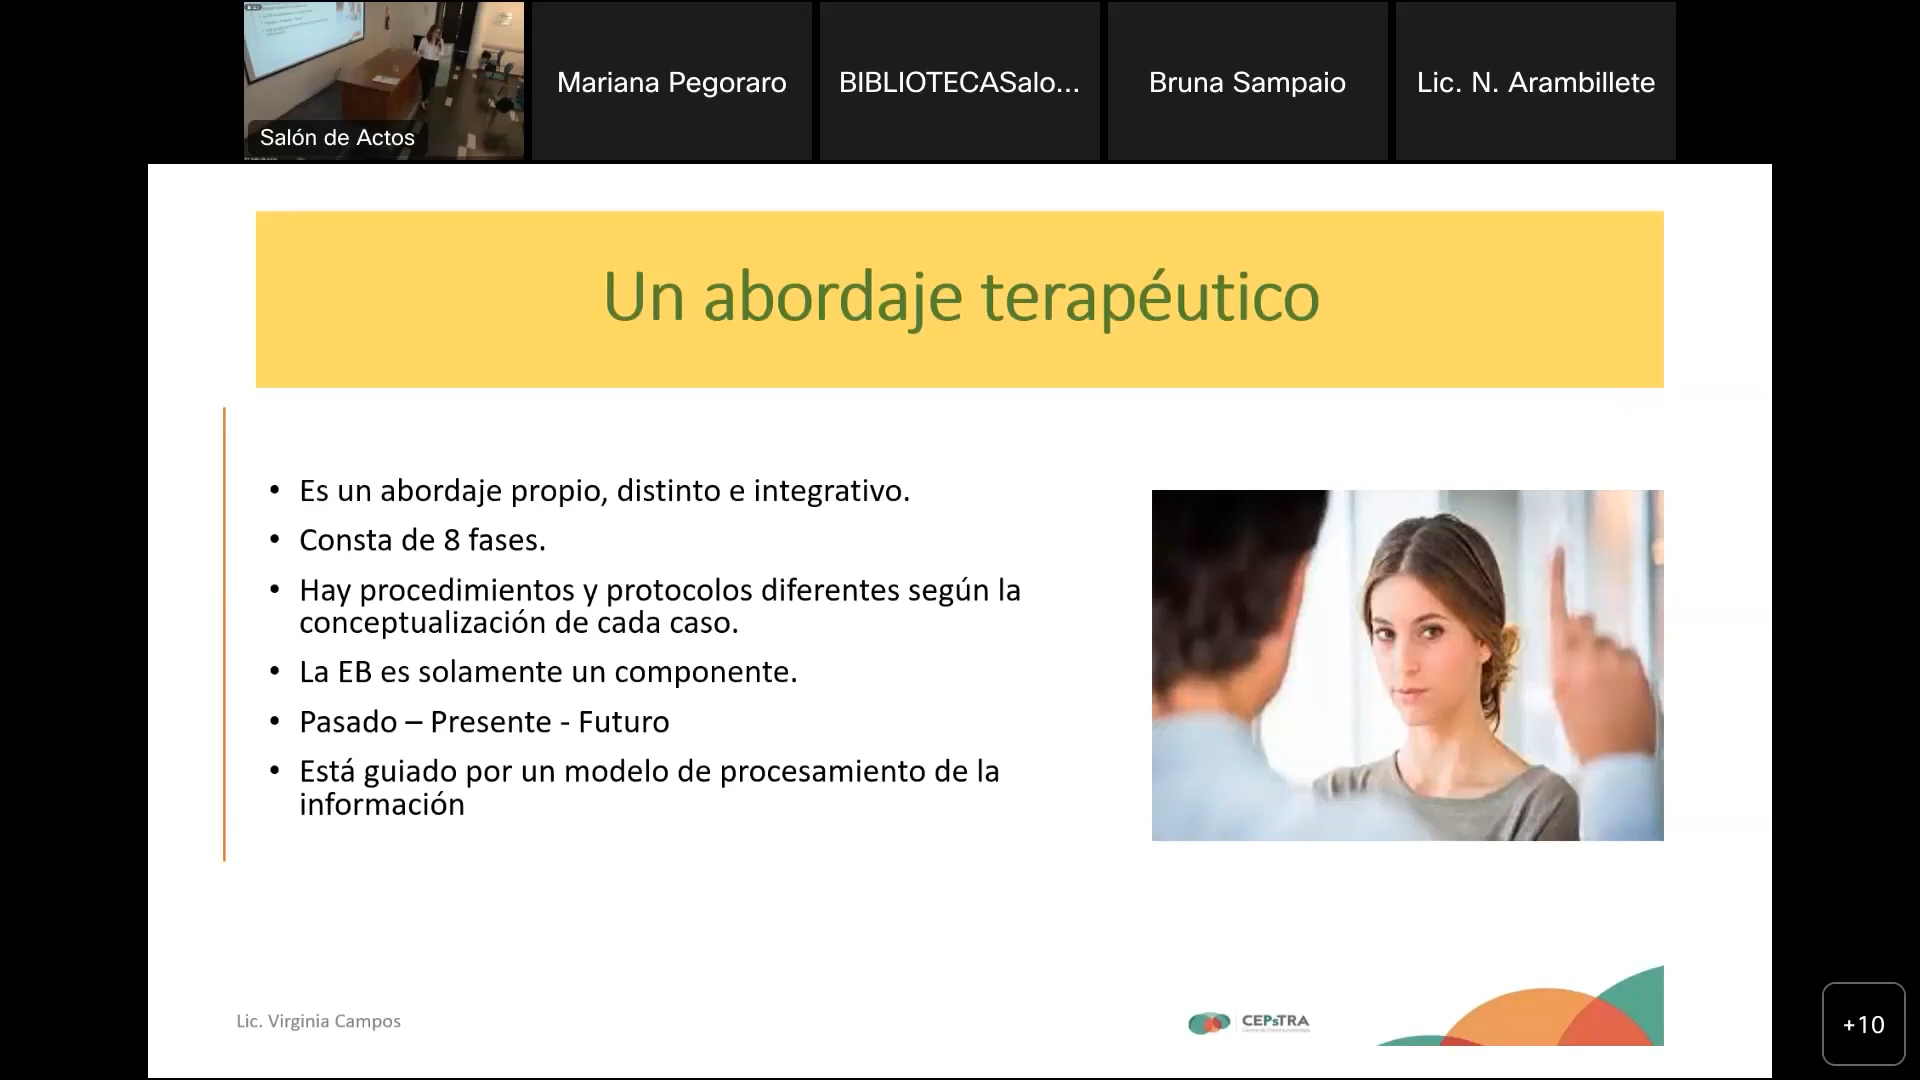 Salón de Actos
Mariana Pegoraro
BIBLIOTECASalo...
Bruna Sampaio
Lic. N. Arambillete
Un abordaje terapéutico
• Es un abordaje propio, distinto e integrativo.
• Consta de 8 fases.
• Hay procedimientos y protocolos diferentes según la
conceptualización de cada caso.
• La EB es solamente un componente.
• Pasado – Presente - Futuro
• Está guiado por un modelo de procesamiento de la
información
Lic. Virginia Campos
CEPsTRA
+10